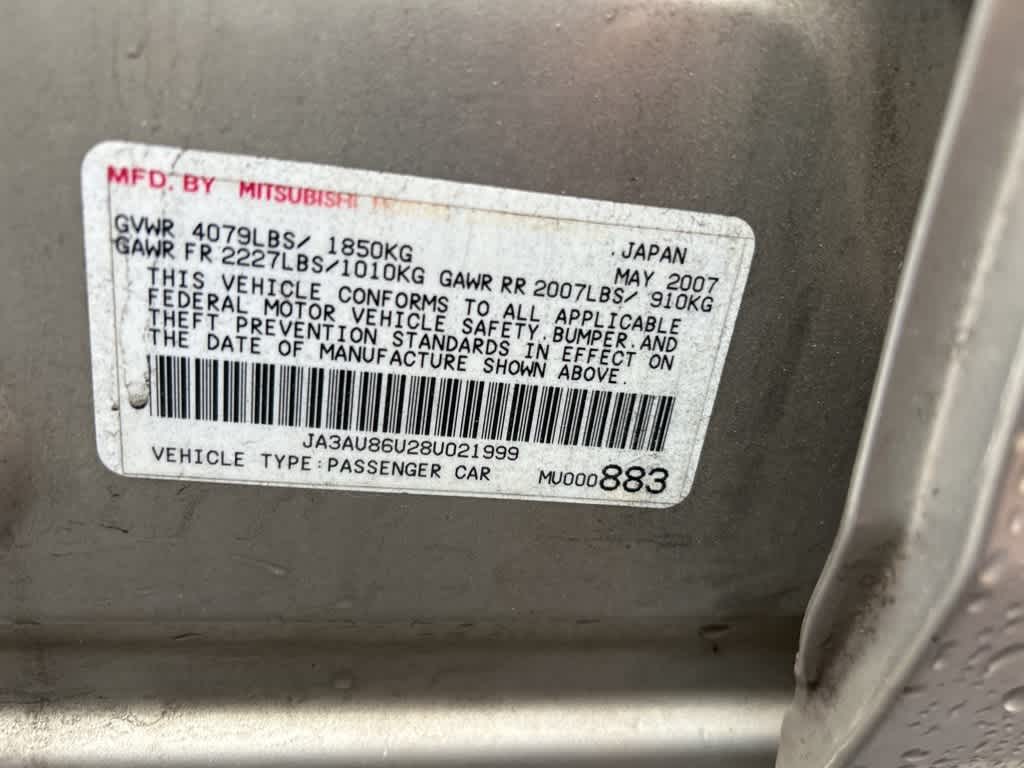 MFD. BY MITSUBISHI
GVWR 4079LBS/ 1850KG JAPAN
GAWR FR 2227LBS/1010KG GAWR RR 2007LBS/ 910KG MAY 2007
THIS VEHICLE CONFORMS TO ALL APPLICABLE
FEDERAL MOTOR VEHICLE SAFETY.BUMPER.AND
THEFT PREVENTION STANDARDS IN EFFECT ON
THE DATE OF MANUFACTURE SHOWN ABOVE.
JA3AU86U28U021999
VEHICLE TYPE:PASSENGER CAR MU000883